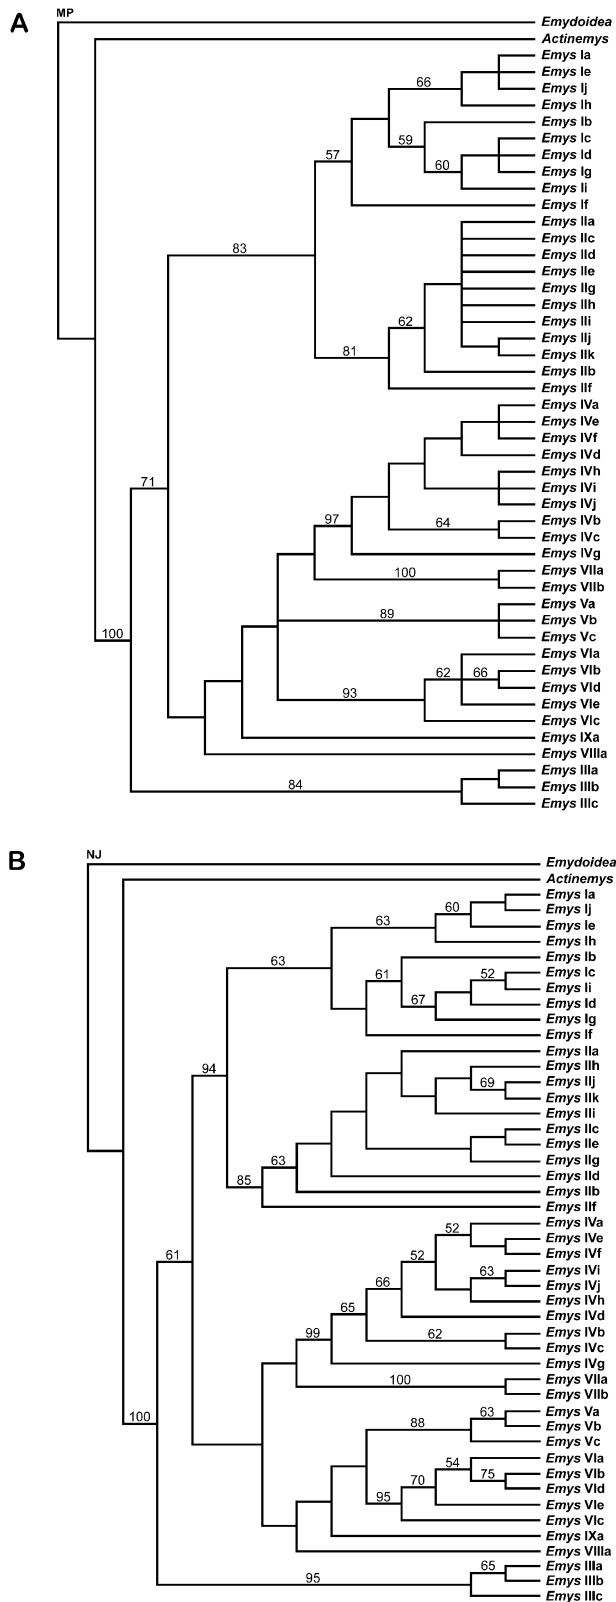 A
MP
Emydoidea
Actinemys
Emys Ia
Emys Ie
66
Emys Ij
Emys Ih
Emys Ib
59
Emys Ic
57
Emys Id
60
Emys Ig
Emys Ii
Emys If
Emys IIa
Emys IIc
83
Emys IId
Emys IIe
Emys IIg
Emys IIh
62
Emys IIi
Emys IIj
81
Emys IIk
Emys IIb
Emys IIf
Emys IVa
Emys IVe
Emys IVf
Emys IVd
Emys IVh
71
Emys IVi
Emys IVj
97
64
Emys IVb
Emys IVc
Emys IVg
100
Emys VIIa
Emys VIIb
Emys Va
89
Emys Vb
100
Emys Vc
Emys VIa
62
66
Emys VIb
93
Emys VId
Emys VIe
Emys VIc
Emys IXa
Emys VIIIa
Emys IIIa
84
Emys IIIb
Emys IIIc
B
NJ
Emydoidea
Actinemys
Emys Ia
60
Emys Ij
63
Emys Ie
Emys Ih
63
Emys Ib
61
52
Emys Ic
Emys Ii
67
Emys Id
Emys Ig
Emys If
Emys IIa
94
Emys IIh
69
Emys IIj
Emys IIk
Emys IIi
Emys IIc
Emys IIe
63
Emys IIg
85
Emys IId
Emys IIb
Emys IIf
Emys IVa
52
Emys IVe
61
52
Emys IVf
63
Emys IVi
66
Emys IVj
65
Emys IVh
Emys IVd
99
62
Emys IVb
Emys IVc
Emys IVg
100
Emys VIIa
Emys VIIb
100
63
Emys Va
88
Emys Vb
Emys Vc
54
Emys VIa
70
75
Emys VIb
95
Emys VId
Emys VIe
Emys VIc
Emys IXa
Emys VIIIa
95
65
Emys IIIa
Emys IIIb
Emys IIIc